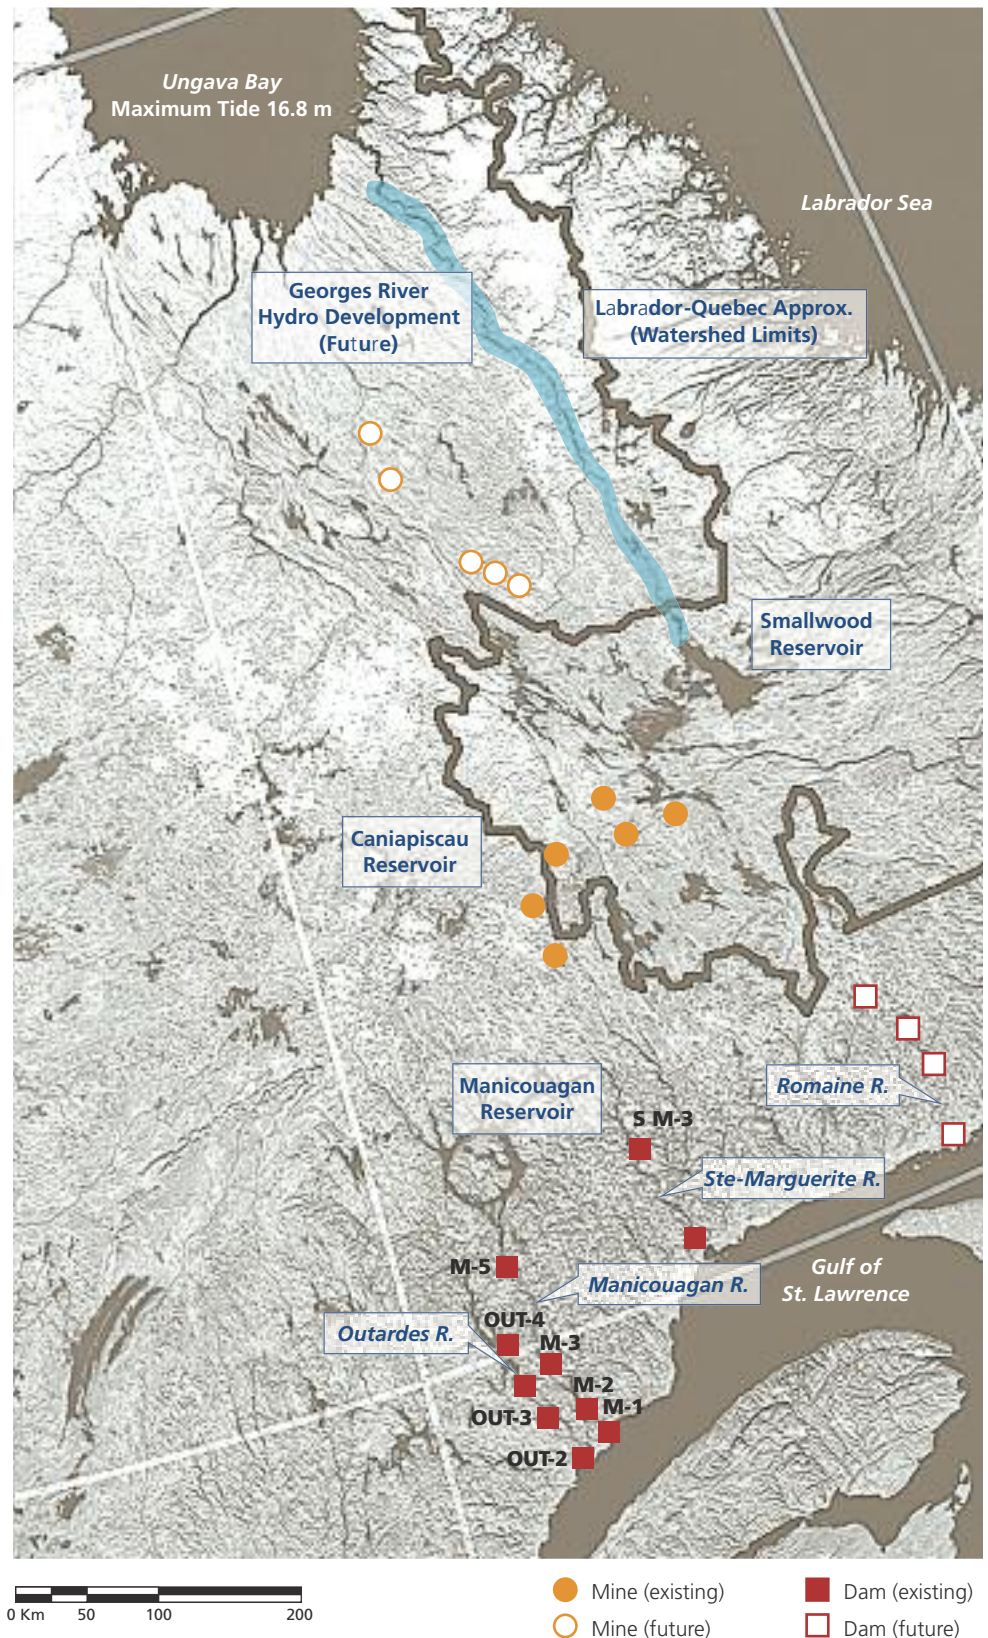 Ungava Bay
Maximum Tide 16.8 m
Labrador Sea
Georges River
Hydro Development
(Future)
Labrador-Quebec Approx.
(Watershed Limits)
Smallwood
Reservoir
Caniapiscau
Reservoir
Manicouagan
Reservoir
Romaine R.
S M-3
Ste-Marguerite R.
M-5
Manicouagan R.
Gulf of
St. Lawrence
OUT-4
Outardes R.
M-3
M-2
M-1
OUT-3
OUT-2
0 Km 50 100 200
Mine (existing)
Mine (future)
Dam (existing)
Dam (future)